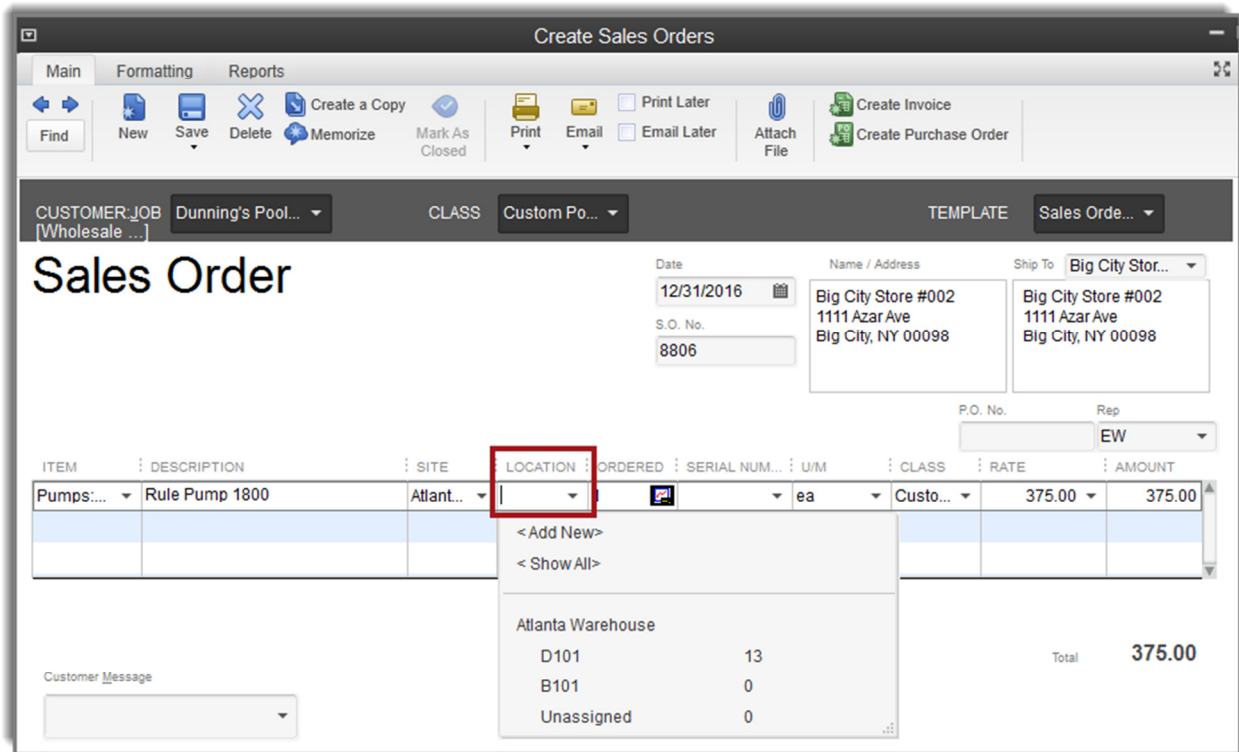 Create Sales Orders
Main Formatting Reports
Find
New
Save
Delete
Create a Copy
Memorize
Mark As
Closed
Print
Email
Print Later
Email Later
Attach
File
Create Invoice
Create Purchase Order
CUSTOMER:JOB Dunning's Pool... CLASS Custom Po... TEMPLATE Sales Orde...
[Wholesale ...]
Sales Order
Date
12/31/2016
S.O. No.
8806
Name / Address
Big City Store #002
1111 Azar Ave
Big City, NY 00098
Ship To Big City Stor...
Big City Store #002
1111 Azar Ave
Big City, NY 00098
P.O. No.
Rep
EW
ITEM DESCRIPTION SITE LOCATION ORDERED SERIAL NUM... U/M CLASS RATE AMOUNT
Pumps:... Rule Pump 1800 Atlant... ea Custo... 375.00 375.00
< Add New>
< Show All>
Atlanta Warehouse
D101 13
B101 0
Unassigned 0
Total 375.00
Customer Message